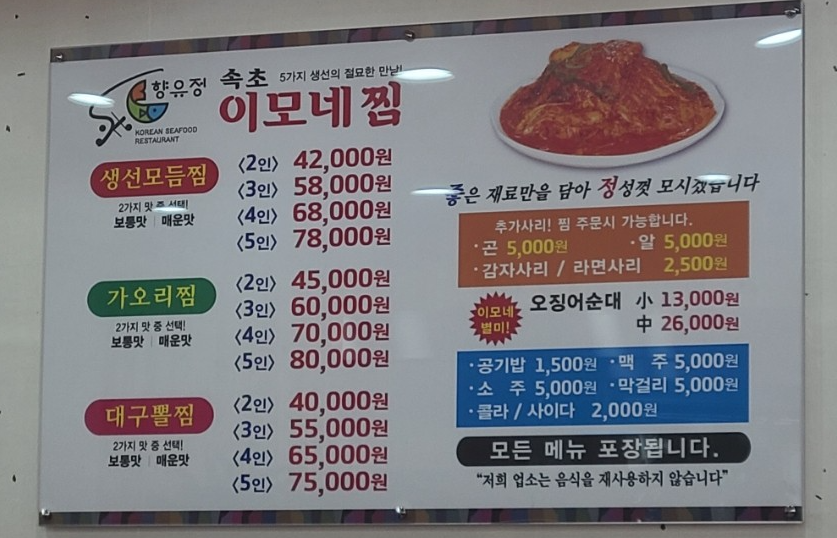 향유정
KOREAN SEAFOOD
RESTAURANT
속초 5가지 생선의 절묘한 만남!
이모네찜
생선모듬찜
2가지 맛 중 선택!
보통맛 | 매운맛
<2인> 42,000원
<3인> 58,000원
<4인> 68,000원
<5인> 78,000원
가오리찜
2가지 맛 중 선택!
보통맛 | 매운맛
<2인> 45,000원
<3인> 60,000원
<4인> 70,000원
<5인> 80,000원
대구뽈찜
2가지 맛 중 선택!
보통맛 | 매운맛
<2인> 40,000원
<3인> 55,000원
<4인> 65,000원
<5인> 75,000원
좋은 재료만을 담아 정성껏 모시겠습니다
추가사리! 찜 주문시 가능합니다.
·곤 5,000원 ·알 5,000원
·감자사리 / 라면사리 2,500원
이모네
별미!
오징어순대 小 13,000원
中 26,000원
·공기밥 1,500원 ·맥 주 5,000원
·소 주 5,000원 ·막걸리 5,000원
·콜라 / 사이다 2,000원
모든 메뉴 포장됩니다.
"저희 업소는 음식을 재사용하지 않습니다"